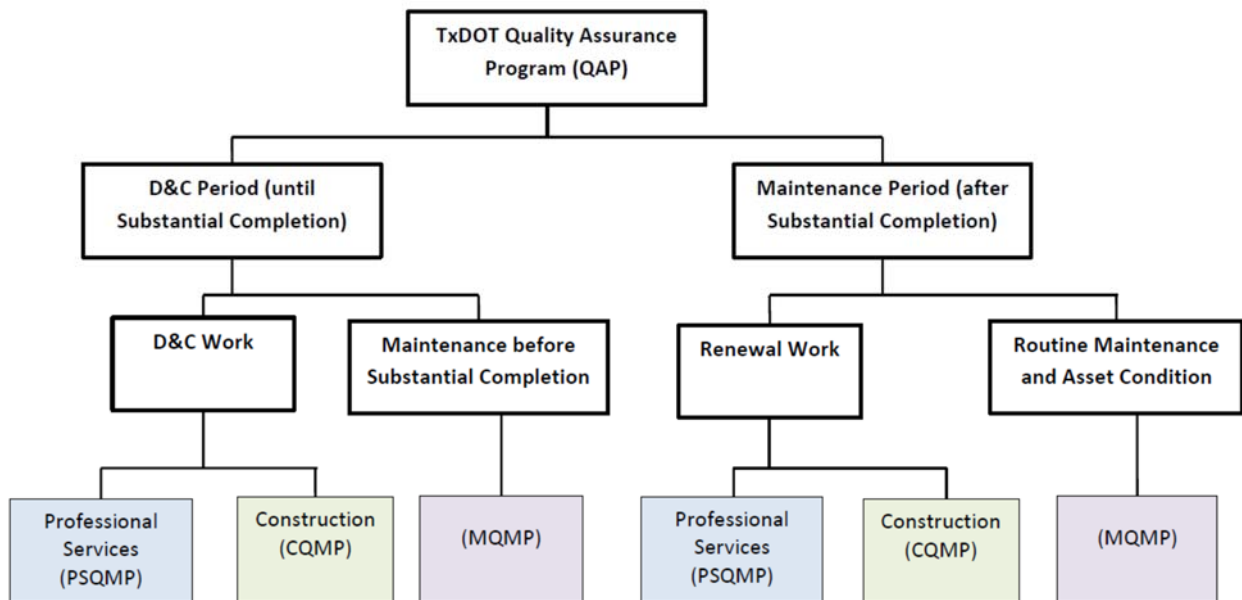 TxDOT Quality Assurance
Program (QAP)
D&C Period (until
Substantial Completion)
Maintenance Period (after
Substantial Completion)
D&C Work
Maintenance before
Substantial Completion
Renewal Work
Routine Maintenance
and Asset Condition
Professional
Services
(PSQMP)
Construction
(CQMP)
(MQMP)
Professional
Services
(PSQMP)
Construction
(CQMP)
(MQMP)